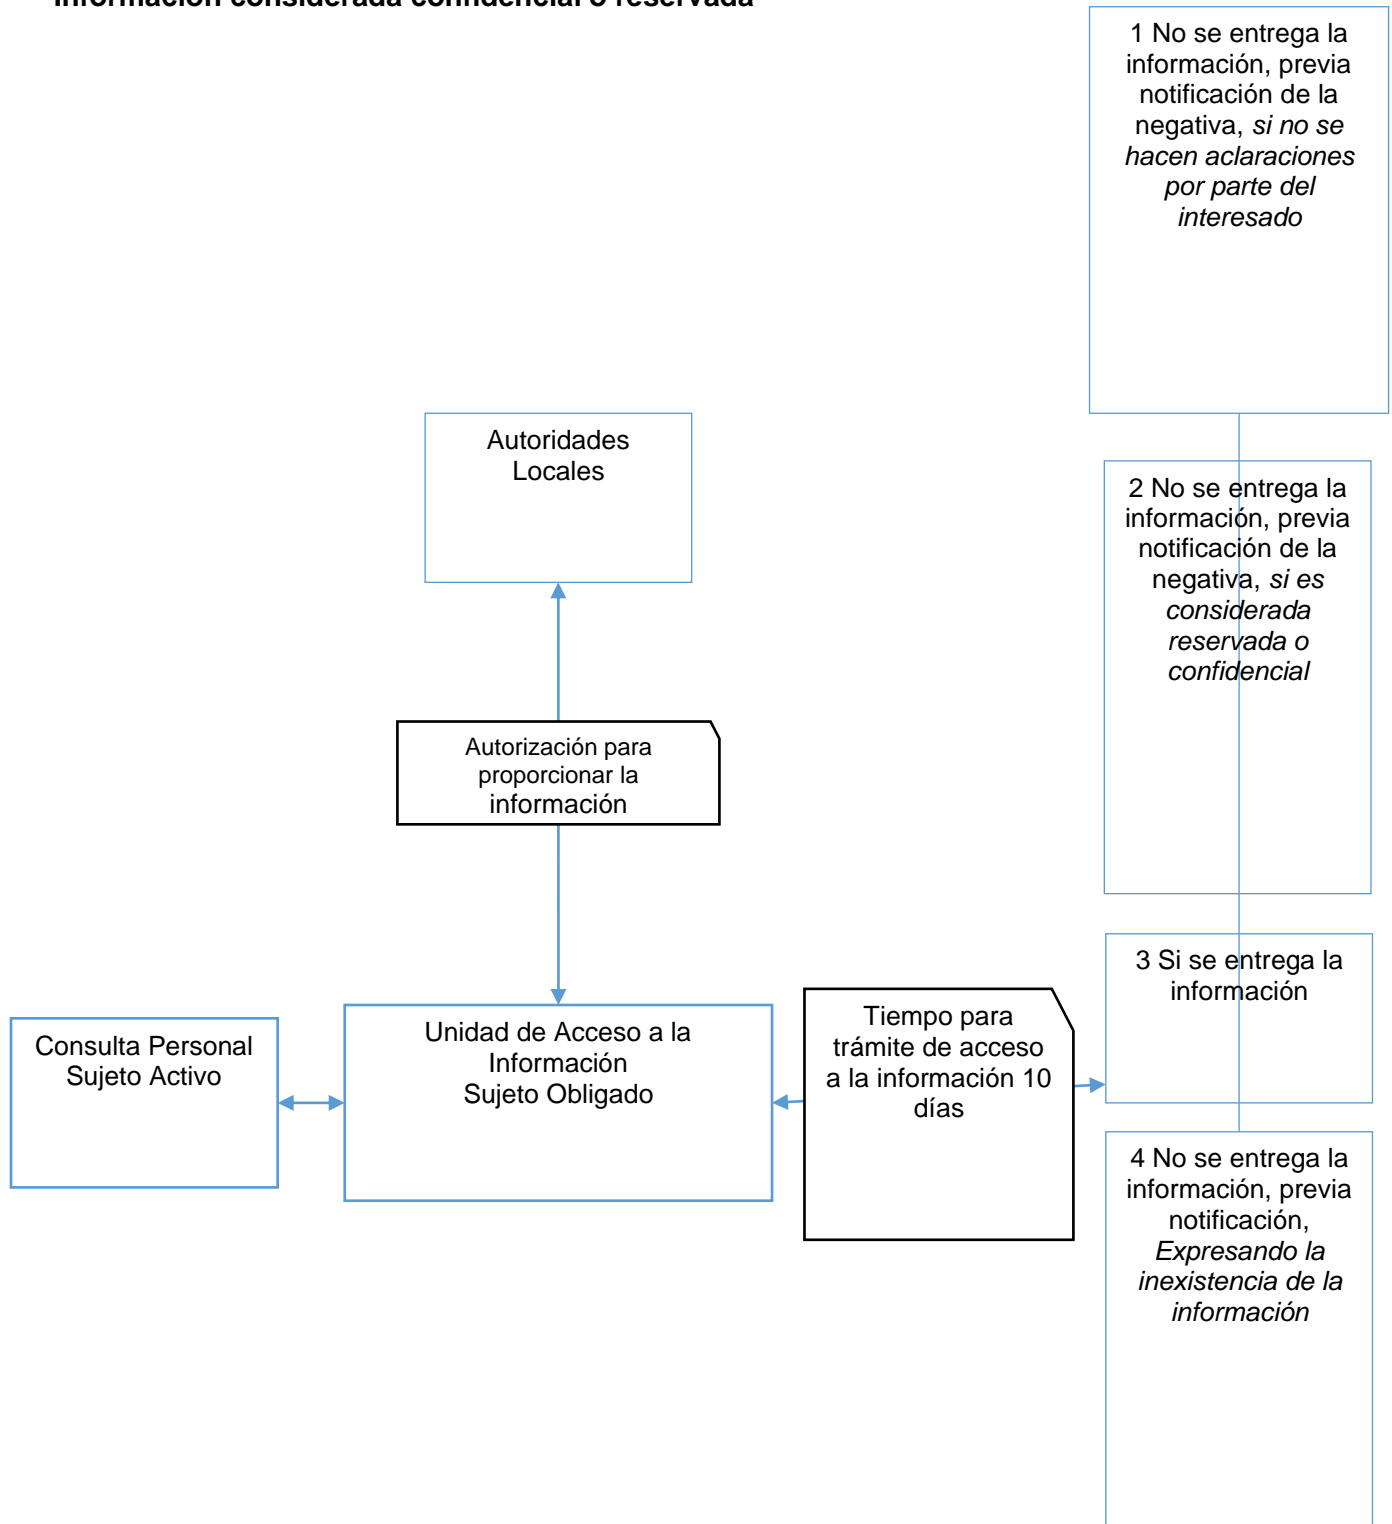 Información considerada confidencial o reservada
1 No se entrega la
información, previa
notificación de la
negativa, si no se
hacen aclaraciones
por parte del
interesado
Autoridades
Locales
2 No se entrega la
información, previa
notificación de la
negativa, si es
considerada
reservada o
confidencial
Autorización para
proporcionar la
información
3 Si se entrega la
información
Consulta Personal
Sujeto Activo
Unidad de Acceso a la
Información
Sujeto Obligado
Tiempo para
trámite de acceso
a la información 10
días
4 No se entrega la
información, previa
notificación,
Expresando la
inexistencia de la
información